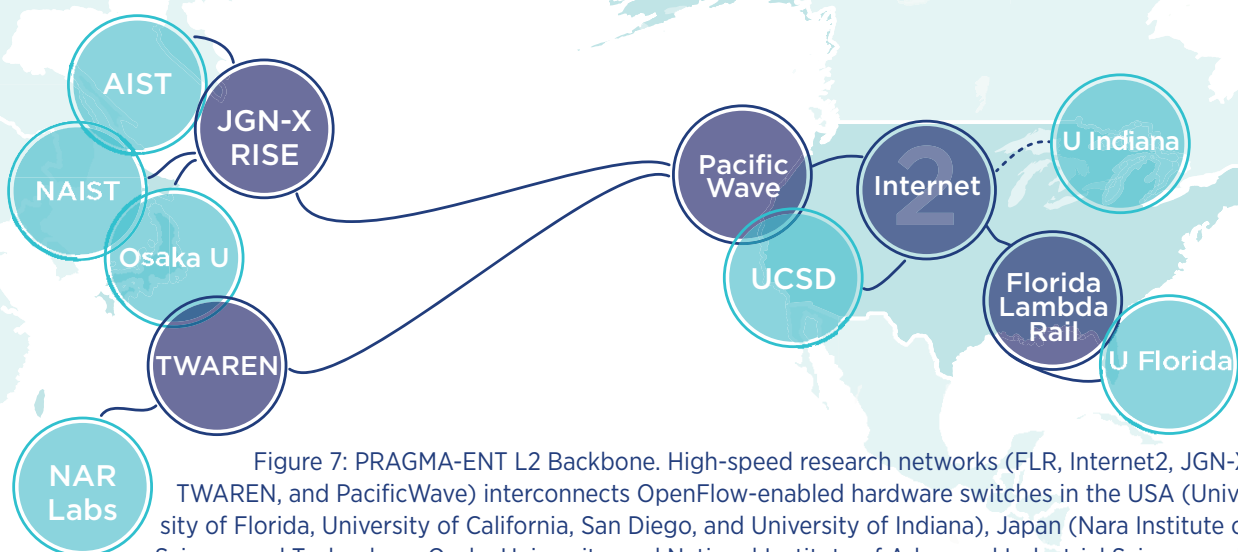 AIST
JGN-X
RISE
NAIST
Osaka U
TWAREN
NAR
Labs
Pacific
Wave
UCSD
2
Internet
U Indiana
Florida
Lambda
Rail
U Florida
Figure 7: PRAGMA-ENT L2 Backbone. High-speed research networks (FLR, Internet2, JGN-X
TWAREN, and PacificWave) interconnects OpenFlow-enabled hardware switches in the USA (Univ
sity of Florida, University of California, San Diego, and University of Indiana), Japan (Nara Institute o